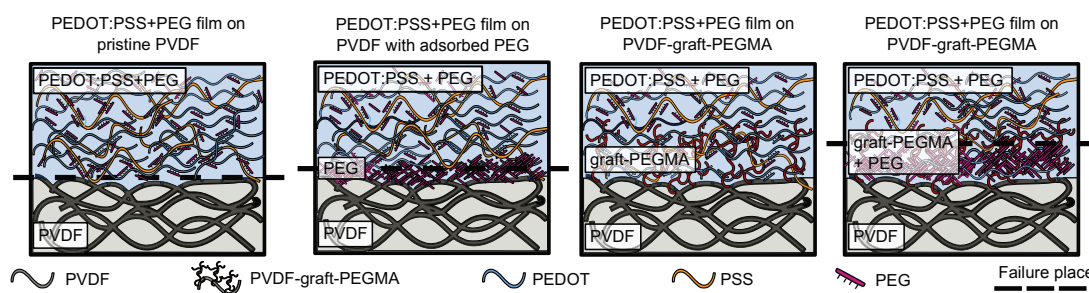 PEDOT:PSS+PEG film on
pristine PVDF
PEDOT:PSS+PEG film on
PVDF with adsorbed PEG
PEDOT:PSS+PEG film on
PVDF-graft-PEGMA
PEDOT:PSS+PEG film on
PVDF-graft-PEGMA
PEDOT:PSS+PEG
PVDF
PEDOT:PSS + PEG
PEG
PVDF
PEDOT:PSS+PEG
graft-PEGMA
PVDF
PEDOT:PSS + PEG
graft-PEGMA
+ PEG
PVDF
PVDF
PVDF-graft-PEGMA
PEDOT
PSS
PEG
Failure place